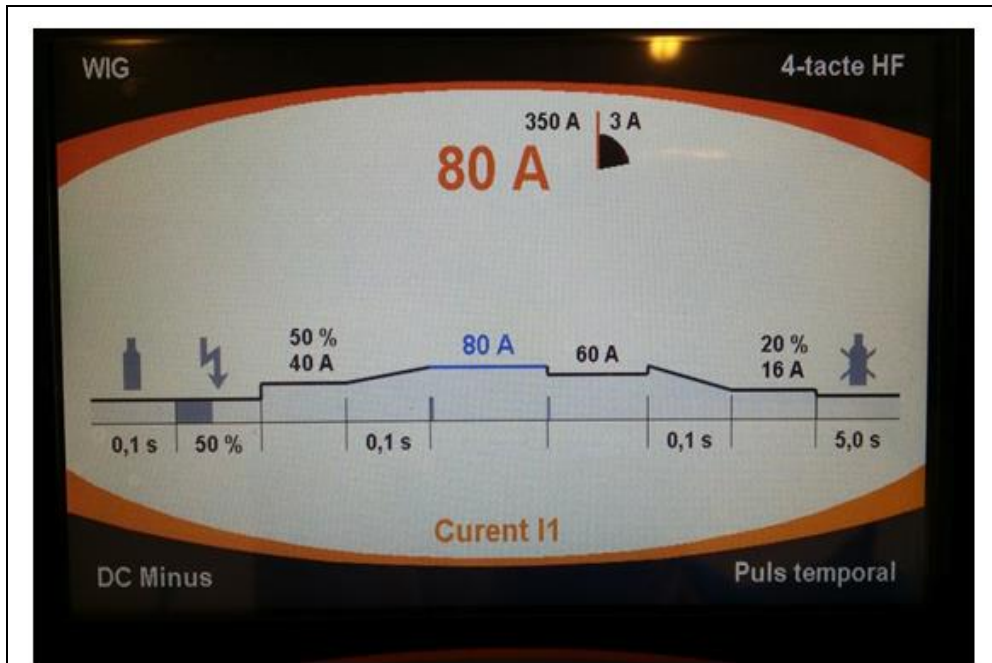 WIG
4-tacte HF
350 A 3 A
80 A
50 %
40 A
80 A
60 A
20 %
16 A
0,1 s
50 %
0,1 s
0,1 s
5,0 s
Curent I1
DC Minus
Puls temporal